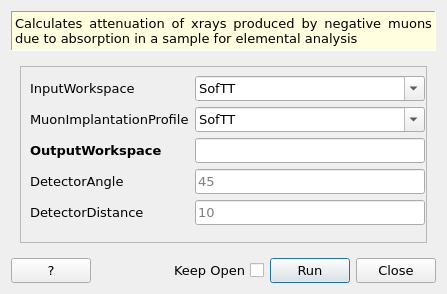 Calculates attenuation of xrays produced by negative muons
due to absorption in a sample for elemental analysis
InputWorkspace SofTT
MuonImplantationProfile SofTT
OutputWorkspace
DetectorAngle 45
DetectorDistance 10
? Keep Open Run Close